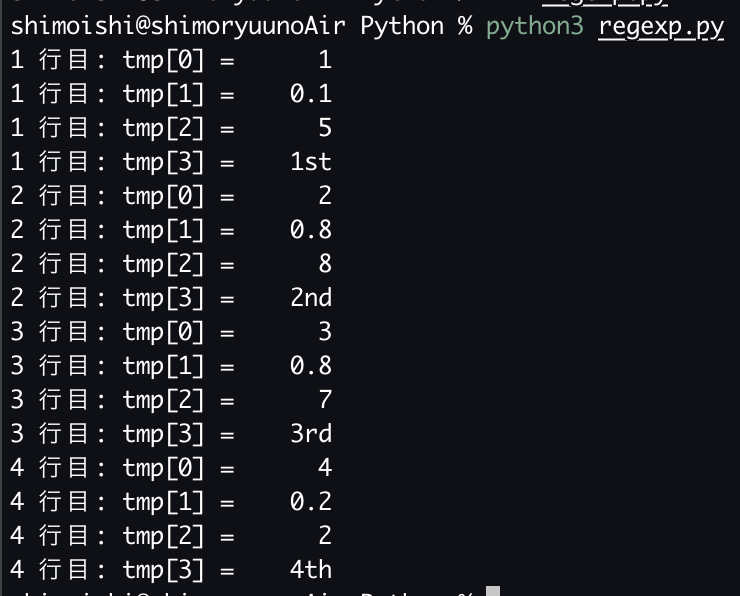 shimoishi@shimoryuunoAir Python % python3 regexp.py
1 行目: tmp[0] =      1
1 行目: tmp[1] =    0.1
1 行目: tmp[2] =      5
1 行目: tmp[3] =    1st
2 行目: tmp[0] =      2
2 行目: tmp[1] =    0.8
2 行目: tmp[2] =      8
2 行目: tmp[3] =    2nd
3 行目: tmp[0] =      3
3 行目: tmp[1] =    0.8
3 行目: tmp[2] =      7
3 行目: tmp[3] =    3rd
4 行目: tmp[0] =      4
4 行目: tmp[1] =    0.2
4 行目: tmp[2] =      2
4 行目: tmp[3] =    4th